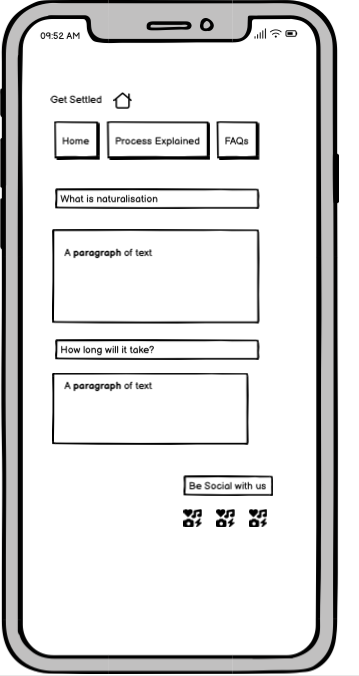 09:52 AM
Get Settled
Home
Process Explained
FAQs
What is naturalisation
A paragraph of text
How long will it take?
A paragraph of text
Be Social with us